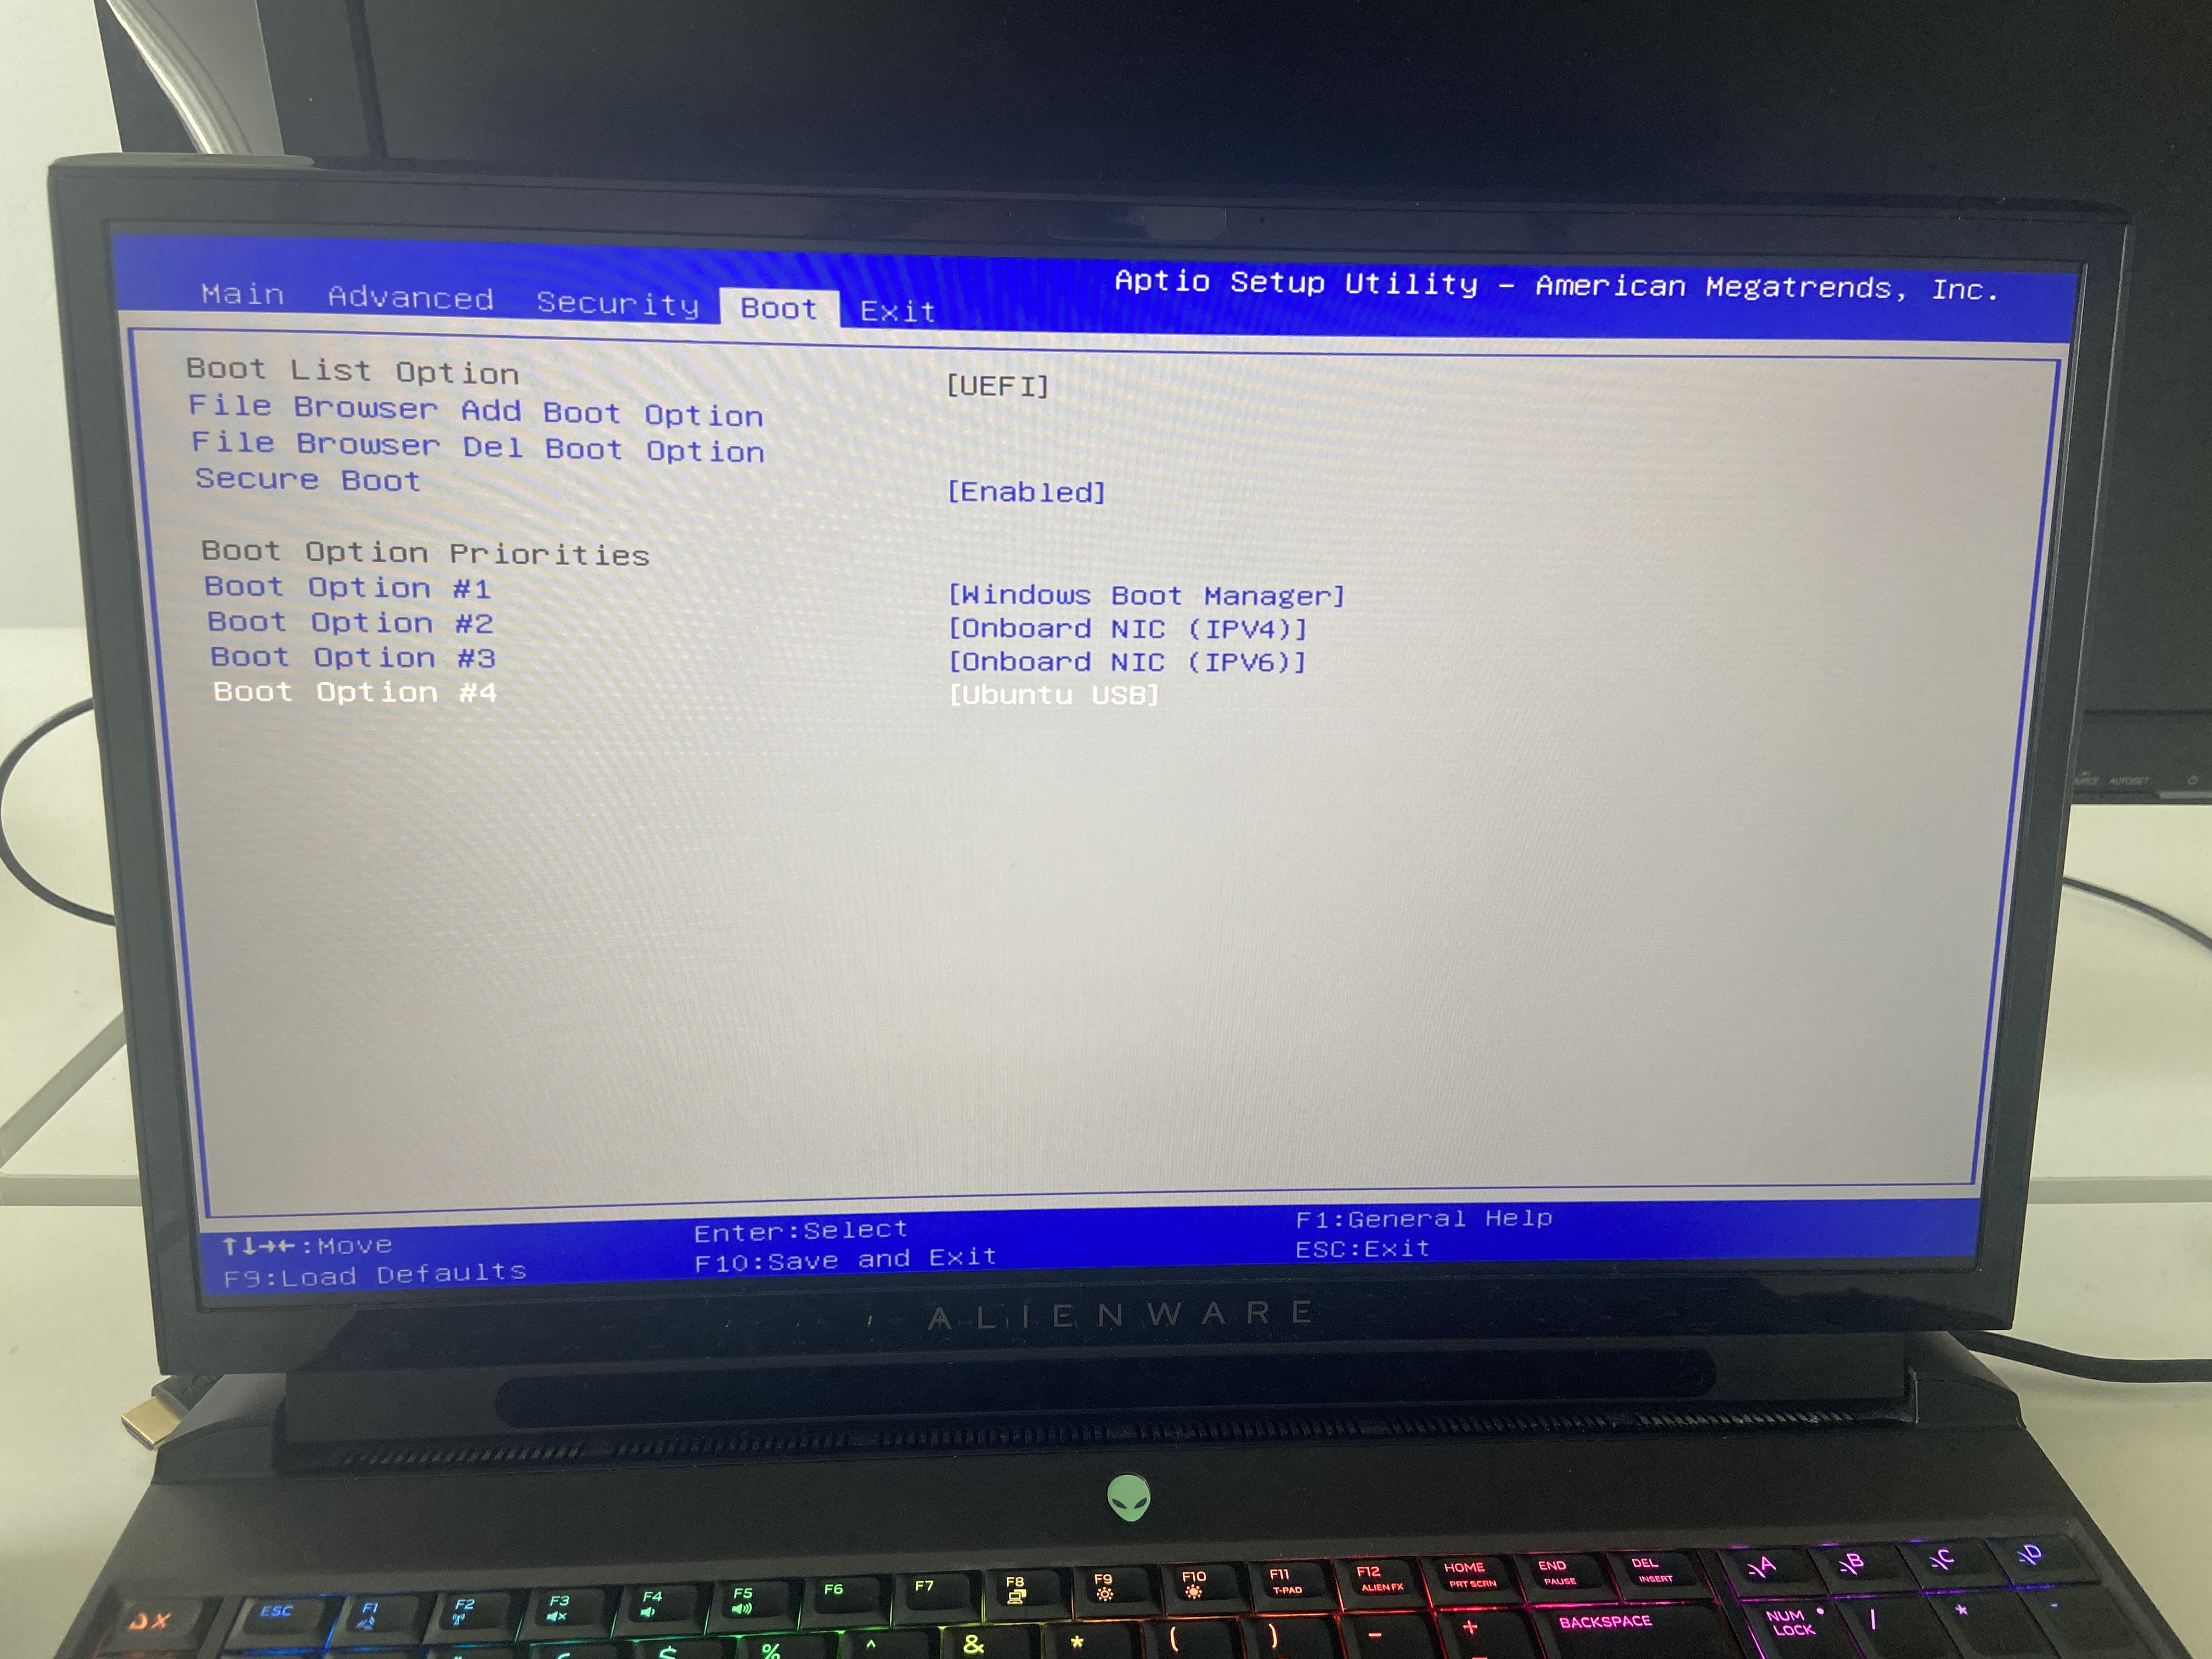 Aptio Setup Utility – American Megatrends, Inc.
Main Advanced Security Boot Exit
Boot List Option [UEFI]
File Browser Add Boot Option
File Browser Del Boot Option
Secure Boot [Enabled]
Boot Option Priorities
Boot Option #1 [Windows Boot Manager]
Boot Option #2 [Onboard NIC (IPV4)]
Boot Option #3 [Onboard NIC (IPV6)]
Boot Option #4 [Ubuntu USB]
AUTO/SET
↑↓→←:Move Enter:Select F1:General Help
F9:Load Defaults F10:Save and Exit ESC:Exit
ALIENWARE
ESC F1 F2 F3 F4 F5 F6 F7 F8 F9 F10 F11 F12 HOME END DEL A B C D
T-PAD ALIEN FX PRT SCRN PAUSE INSERT
% ^ & * ( ) – + BACKSPACE NUM LOCK / * -